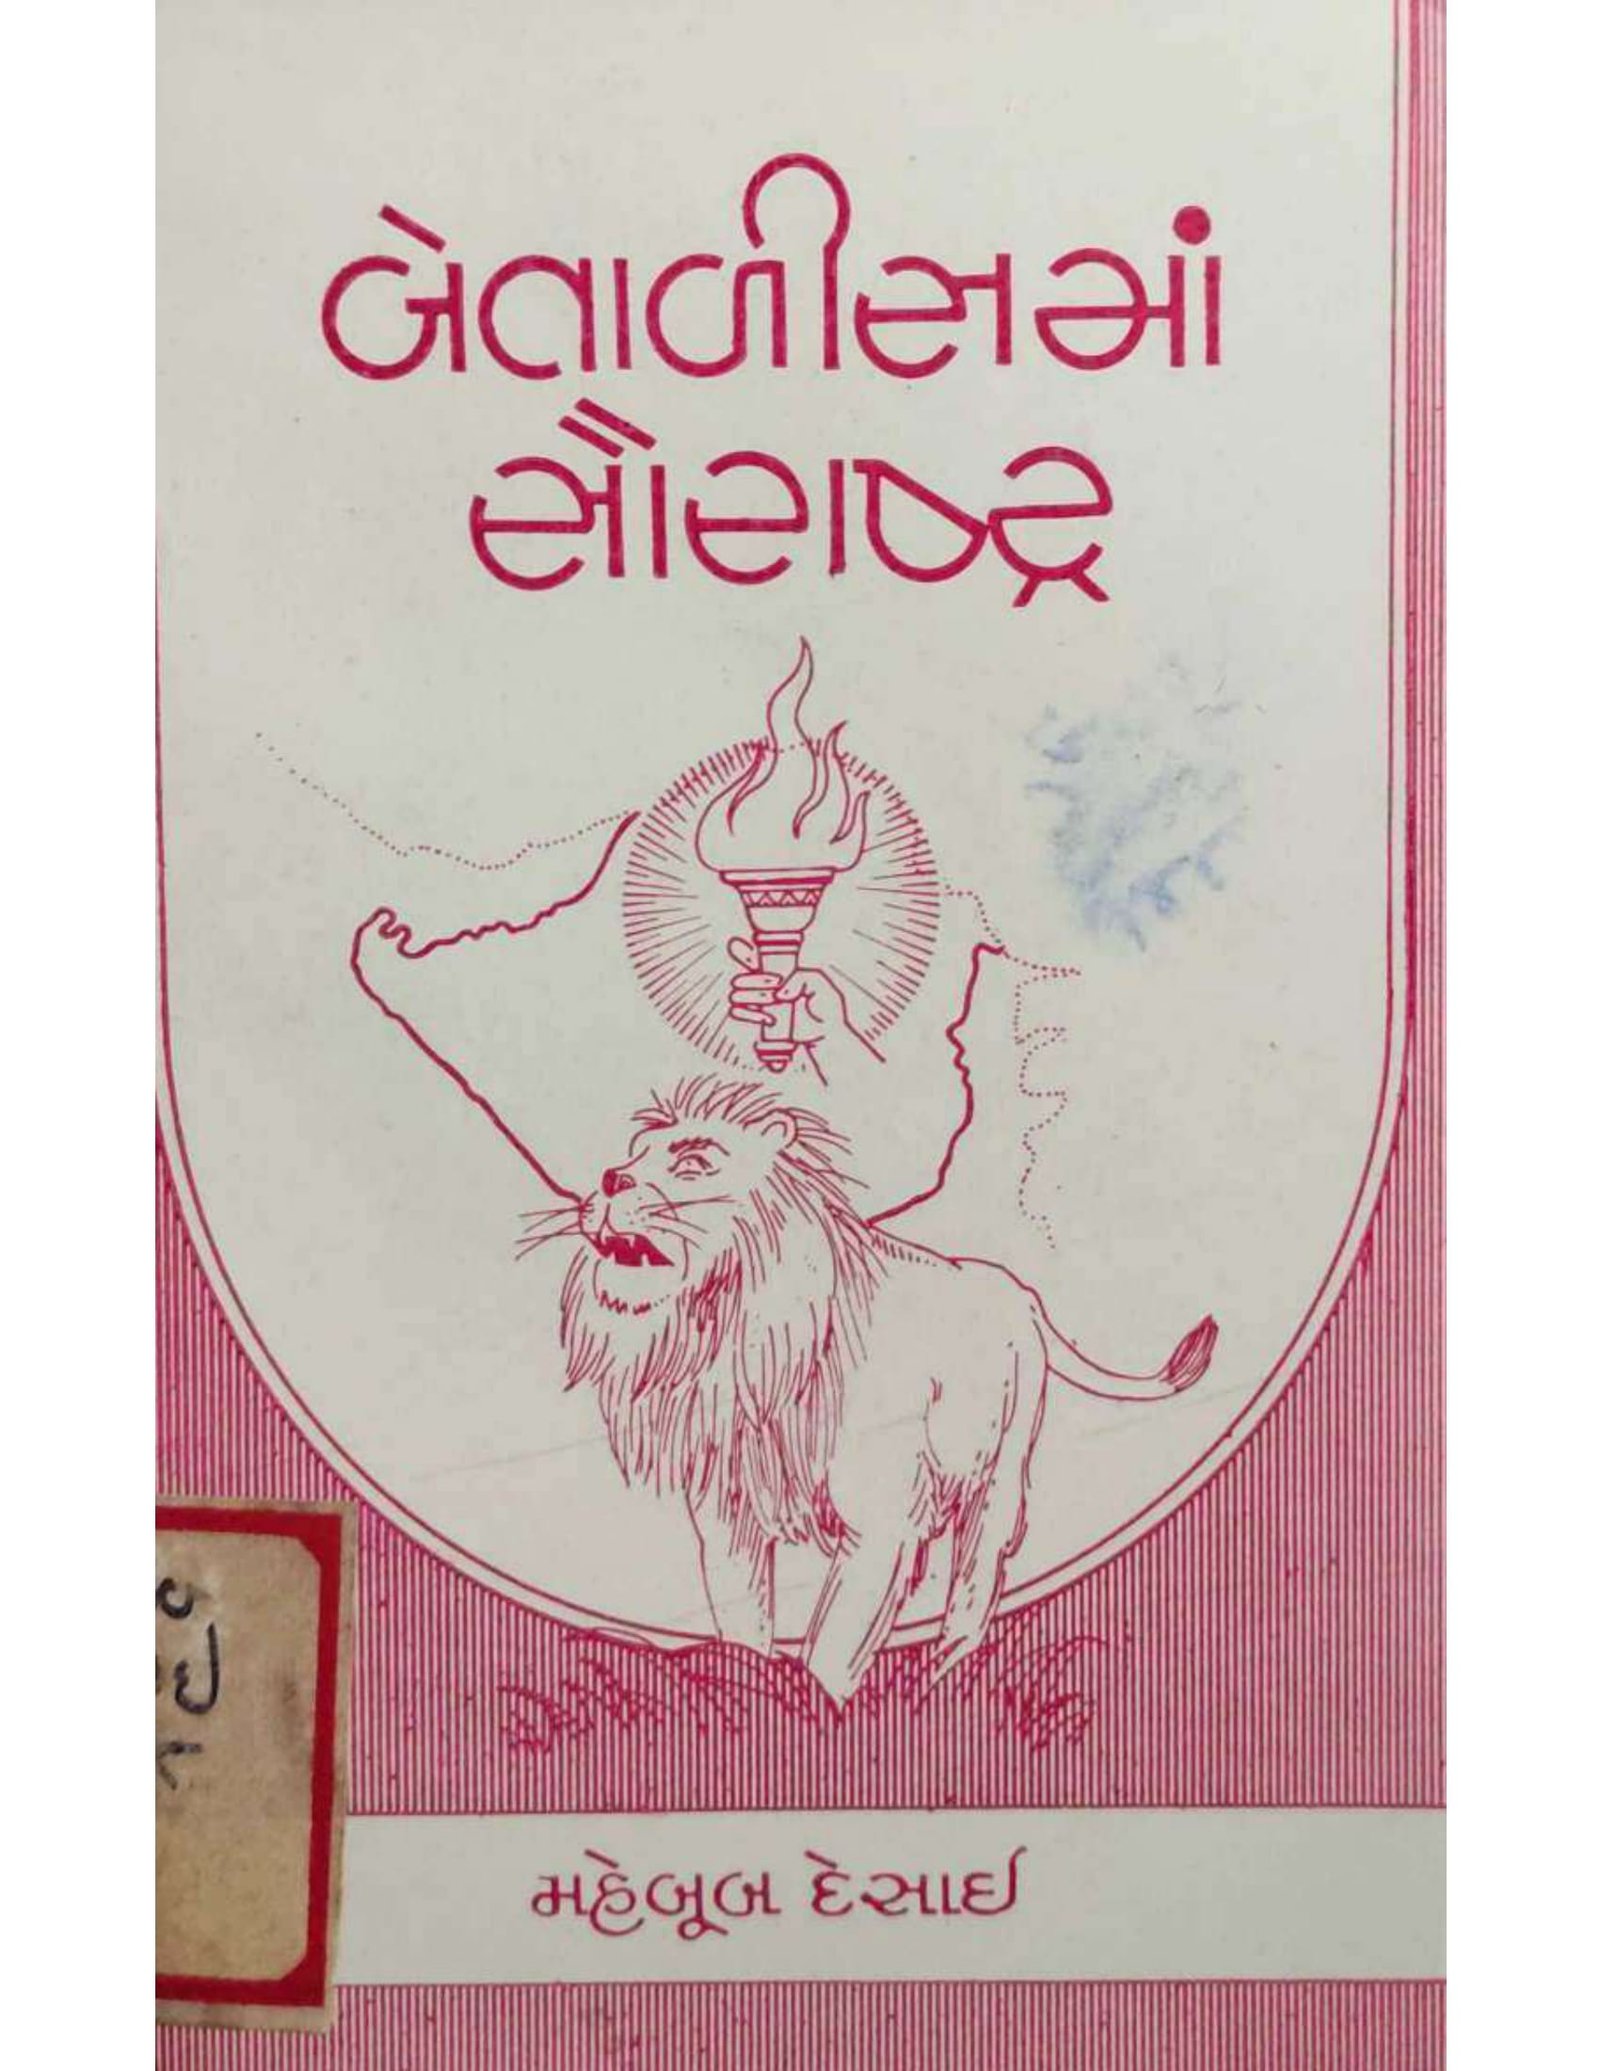 બેતાળીસમાં
સૌરાષ્ટ્ર
મહેબૂબ દેસાઈ